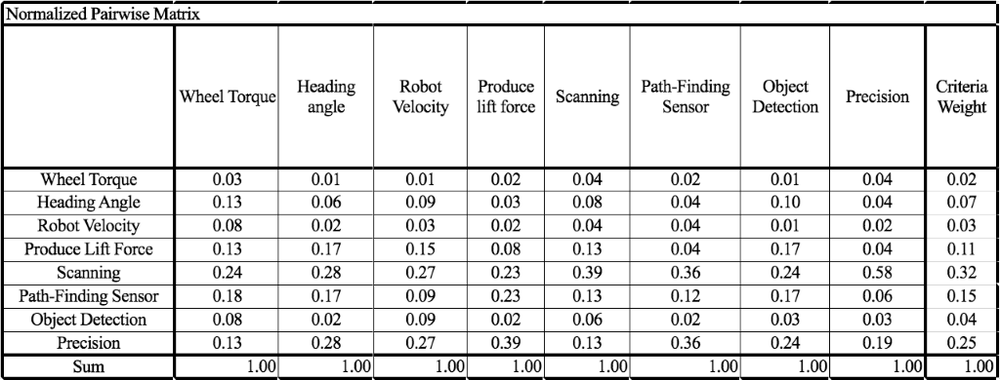 Normalized Pairwise Matrix
Wheel Torque Heading angle Robot Velocity Produce lift force Scanning Path-Finding Sensor Object Detection Precision Criteria Weight
Wheel Torque 0.03 0.01 0.01 0.02 0.04 0.02 0.01 0.04 0.02
Heading Angle 0.13 0.06 0.09 0.03 0.08 0.04 0.10 0.04 0.07
Robot Velocity 0.08 0.02 0.03 0.02 0.04 0.04 0.01 0.02 0.03
Produce Lift Force 0.13 0.17 0.15 0.08 0.13 0.04 0.17 0.04 0.11
Scanning 0.24 0.28 0.27 0.23 0.39 0.36 0.24 0.58 0.32
Path-Finding Sensor 0.18 0.17 0.09 0.23 0.13 0.12 0.17 0.06 0.15
Object Detection 0.08 0.02 0.09 0.02 0.06 0.02 0.03 0.03 0.04
Precision 0.13 0.28 0.27 0.39 0.13 0.36 0.24 0.19 0.25
Sum 1.00 1.00 1.00 1.00 1.00 1.00 1.00 1.00 1.00